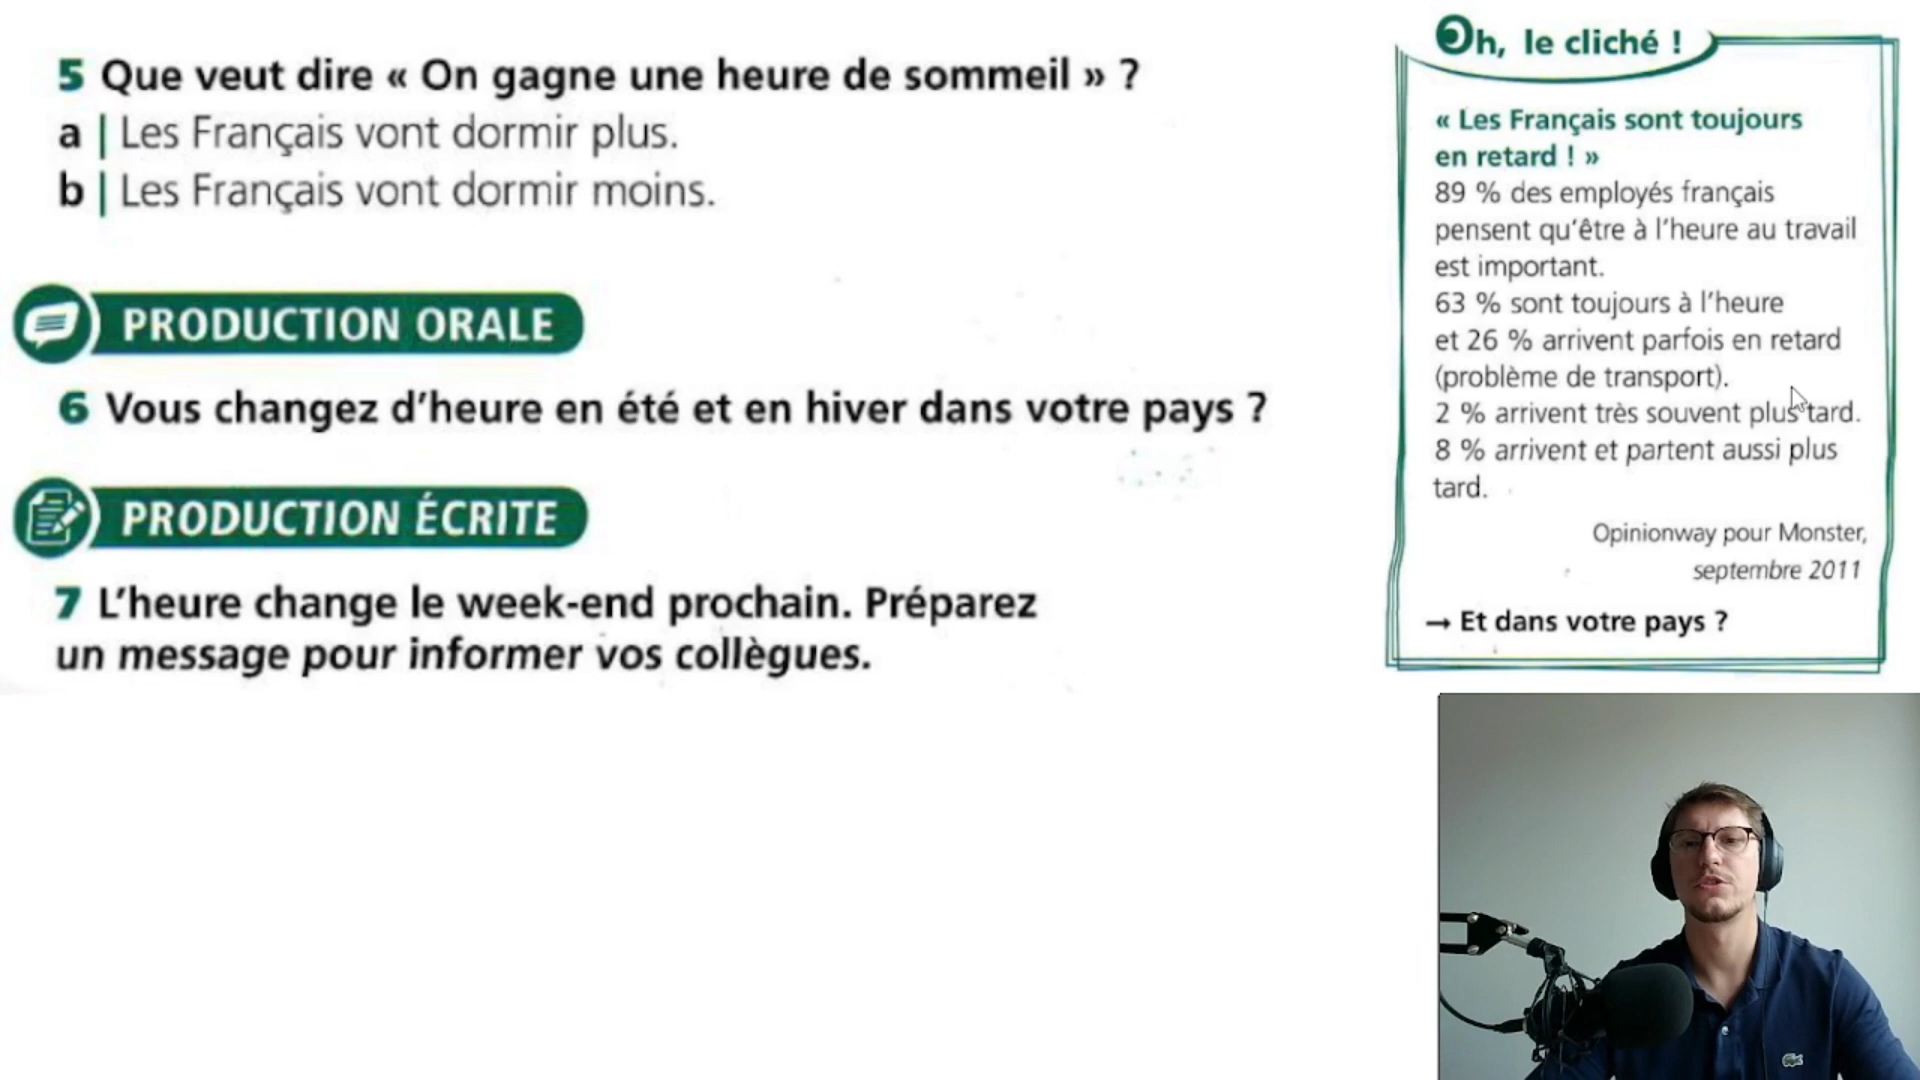 5 Que veut dire « On gagne une heure de sommeil » ?
a | Les Français vont dormir plus.
b | Les Français vont dormir moins.
PRODUCTION ORALE
6 Vous changez d'heure en été et en hiver dans votre pays ?
PRODUCTION ÉCRITE
7 L'heure change le week-end prochain. Préparez
un message pour informer vos collègues.
Oh, le cliché !
« Les Français sont toujours
en retard ! »
89 % des employés français
pensent qu'être à l'heure au travail
est important.
63 % sont toujours à l'heure
et 26 % arrivent parfois en retard
(problème de transport).
2 % arrivent très souvent plus tard.
8 % arrivent et partent aussi plus
tard.
Opinionway pour Monster,
septembre 2011
→ Et dans votre pays ?